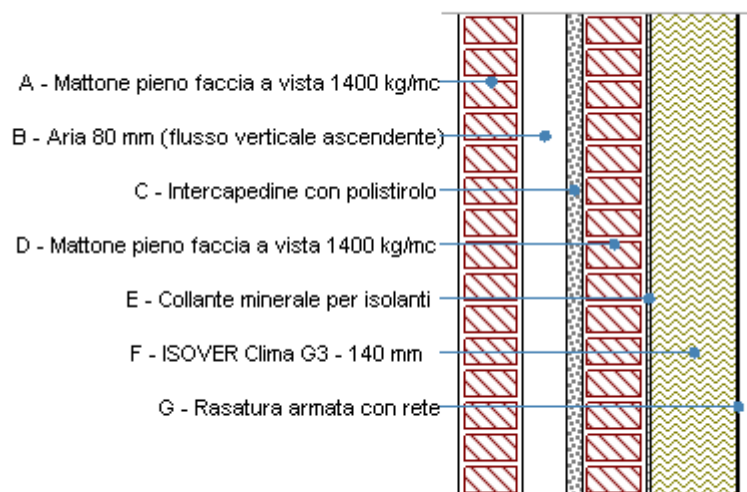 A - Mattone pieno faccia a vista 1400 kg/mc
B - Aria 80 mm (flusso verticale ascendente)
C - Intercapedine con polistirolo
D - Mattone pieno faccia a vista 1400 kg/mc
E - Collante minerale per isolanti
F - ISOVER Clima G3 - 140 mm
G - Rasatura armata con rete